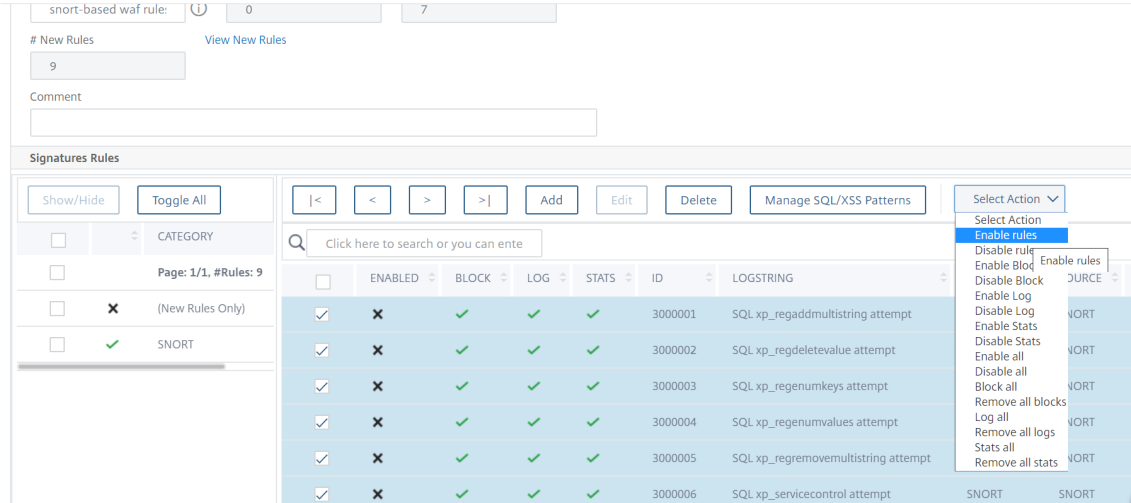 snort-based waf rule:
0
7
# New Rules
View New Rules
9
Comment
Signatures Rules
Show/Hide
Toggle All
|<
<
>
>|
Add
Edit
Delete
Manage SQL/XSS Patterns
Select Action
CATEGORY
Page: 1/1, #Rules: 9
(New Rules Only)
SNORT
Click here to search or you can ente
ENABLED BLOCK LOG STATS ID LOGSTRING OURCE
3000001 SQL xp_regaddmultistring attempt NORT
3000002 SQL xp_regdeletevalue attempt NORT
3000003 SQL xp_regenumkeys attempt NORT
3000004 SQL xp_regenumvalues attempt NORT
3000005 SQL xp_regremovemultistring attempt NORT
3000006 SQL xp_servicecontrol attempt SNORT SNORT
Select Action
Enable rules
Disable rule
Enable Bloc
Enable rules
Disable Block
Enable Log
Disable Log
Enable Stats
Disable Stats
Enable all
Disable all
Block all
Remove all blocks
Log all
Remove all logs
Stats all
Remove all stats